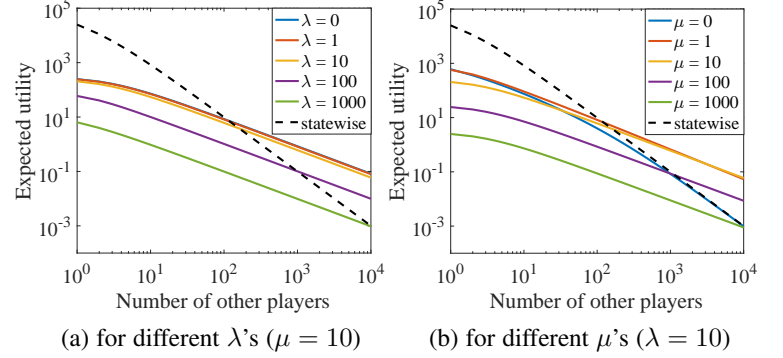 10^5
10^3
10^1
10^-1
10^-3
Expected utility
λ = 0
λ = 1
λ = 10
λ = 100
λ = 1000
statewise
10^0 10^1 10^2 10^3 10^4
Number of other players
(a) for different λ's (μ = 10)
10^5
10^3
10^1
10^-1
10^-3
Expected utility
μ = 0
μ = 1
μ = 10
μ = 100
μ = 1000
statewise
10^0 10^1 10^2 10^3 10^4
Number of other players
(b) for different μ's (λ = 10)